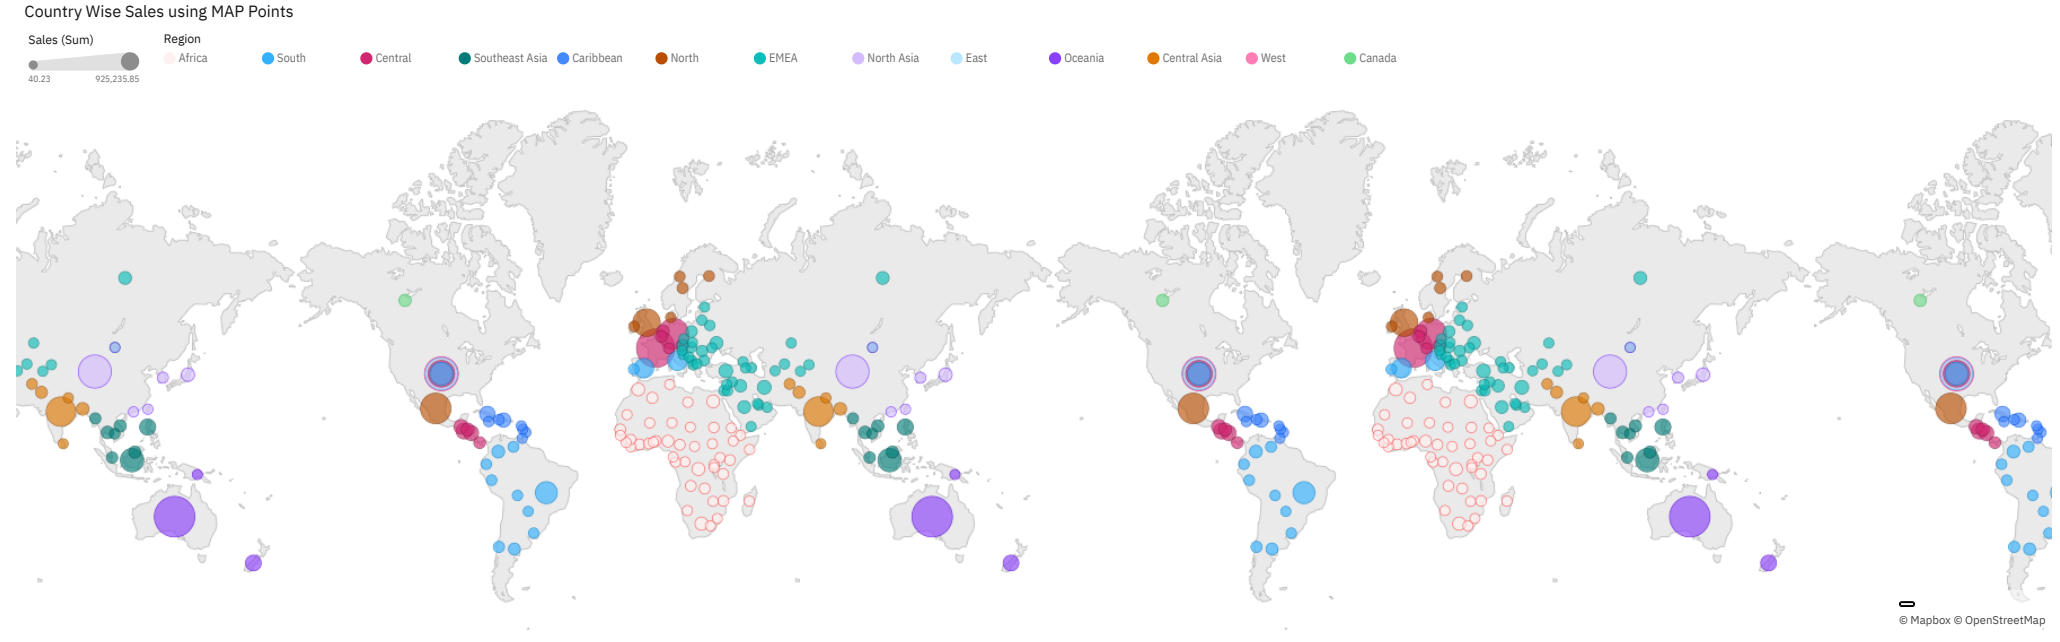 Country Wise Sales using MAP Points
Sales (Sum)
40.23 925,235.85
Region
Africa South Central Southeast Asia Caribbean North EMEA North Asia East Oceania Central Asia West Canada
© Mapbox © OpenStreetMap